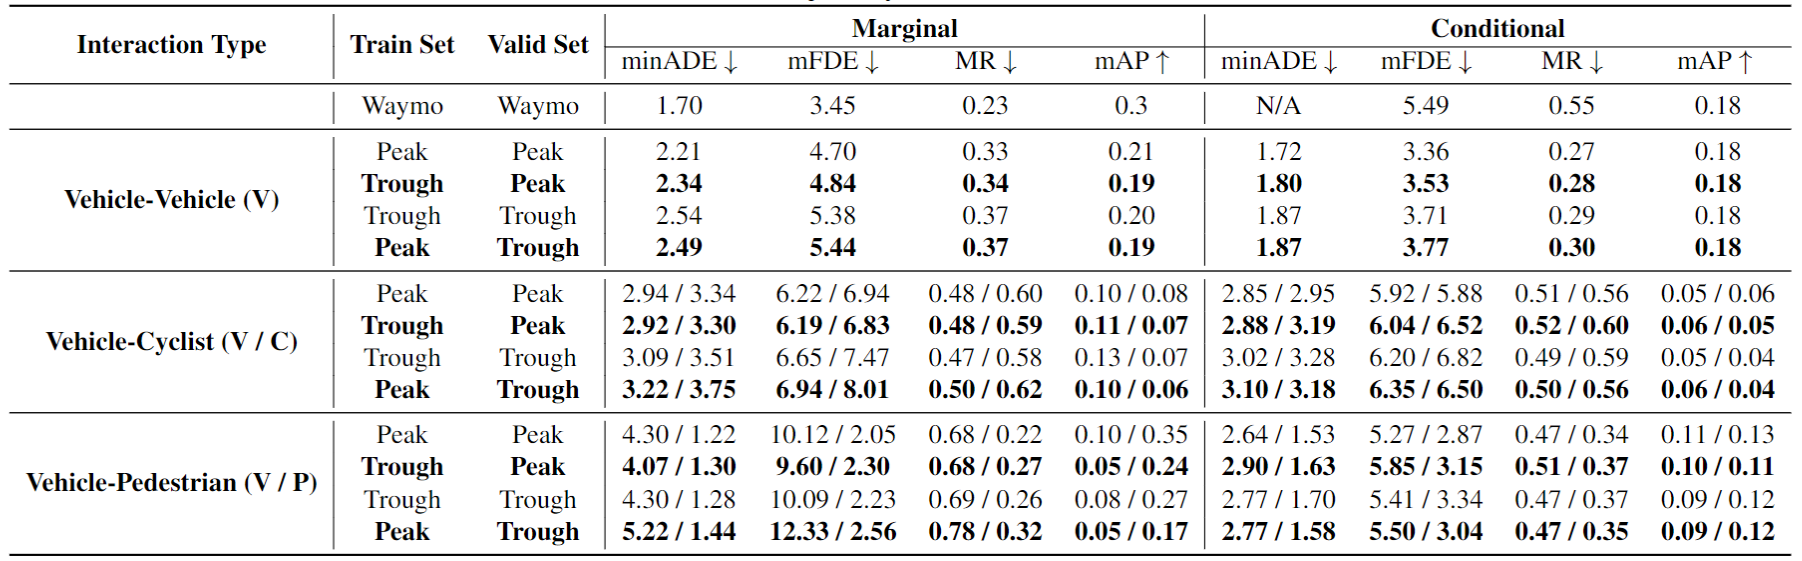 Interaction Type Train Set Valid Set Marginal Conditional
minADE ↓ mFDE ↓ MR ↓ mAP ↑ minADE ↓ mFDE ↓ MR ↓ mAP ↑
Waymo Waymo 1.70 3.45 0.23 0.3 N/A 5.49 0.55 0.18
Vehicle-Vehicle (V)
Peak Peak 2.21 4.70 0.33 0.21 1.72 3.36 0.27 0.18
Trough Peak 2.34 4.84 0.34 0.19 1.80 3.53 0.28 0.18
Trough Trough 2.54 5.38 0.37 0.20 1.87 3.71 0.29 0.18
Peak Trough 2.49 5.44 0.37 0.19 1.87 3.77 0.30 0.18
Vehicle-Cyclist (V / C)
Peak Peak 2.94 / 3.34 6.22 / 6.94 0.48 / 0.60 0.10 / 0.08 2.85 / 2.95 5.92 / 5.88 0.51 / 0.56 0.05 / 0.06
Trough Peak 2.92 / 3.30 6.19 / 6.83 0.48 / 0.59 0.11 / 0.07 2.88 / 3.19 6.04 / 6.52 0.52 / 0.60 0.06 / 0.05
Trough Trough 3.09 / 3.51 6.65 / 7.47 0.47 / 0.58 0.13 / 0.07 3.02 / 3.28 6.20 / 6.82 0.49 / 0.59 0.05 / 0.04
Peak Trough 3.22 / 3.75 6.94 / 8.01 0.50 / 0.62 0.10 / 0.06 3.10 / 3.18 6.35 / 6.50 0.50 / 0.56 0.06 / 0.04
Vehicle-Pedestrian (V / P)
Peak Peak 4.30 / 1.22 10.12 / 2.05 0.68 / 0.22 0.10 / 0.35 2.64 / 1.53 5.27 / 2.87 0.47 / 0.34 0.11 / 0.13
Trough Peak 4.07 / 1.30 9.60 / 2.30 0.68 / 0.27 0.05 / 0.24 2.90 / 1.63 5.85 / 3.15 0.51 / 0.37 0.10 / 0.11
Trough Trough 4.30 / 1.28 10.09 / 2.23 0.69 / 0.26 0.08 / 0.27 2.77 / 1.70 5.41 / 3.34 0.47 / 0.37 0.09 / 0.12
Peak Trough 5.22 / 1.44 12.33 / 2.56 0.78 / 0.32 0.05 / 0.17 2.77 / 1.58 5.50 / 3.04 0.47 / 0.35 0.09 / 0.12